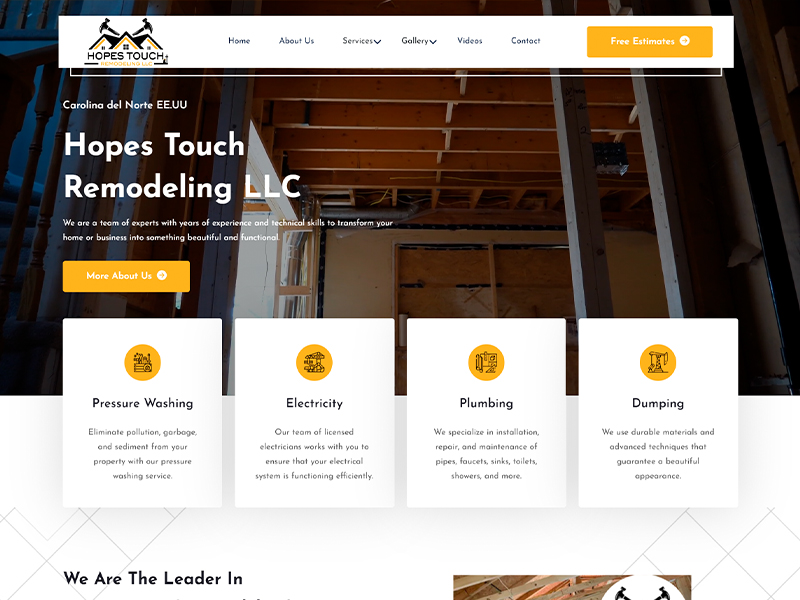 HOPES TOUCH
REMODELING LLC
Home
About Us
Services
Gallery
Videos
Contact
Free Estimates
Carolina del Norte EE.UU
Hopes Touch
Remodeling LLC
We are a team of experts with years of experience and technical skills to transform your
home or business into something beautiful and functional.
More About Us
Pressure Washing
Eliminate pollution, garbage,
and sediment from your
property with our pressure
washing service.
Electricity
Our team of licensed
electricians works with you to
ensure that your electrical
system is functioning efficiently.
Plumbing
We specialize in installation,
repair, and maintenance of
pipes, faucets, sinks, toilets,
showers, and more.
Dumping
We use durable materials and
advanced techniques that
guarantee a beautiful
appearance.
We Are The Leader In